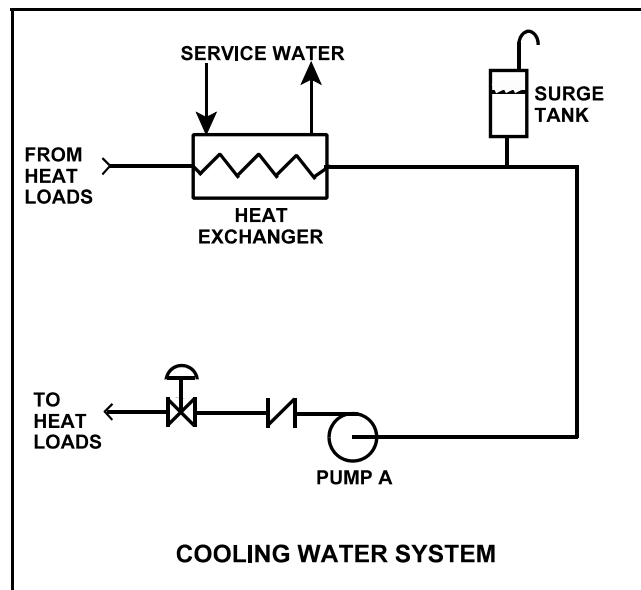 SERVICE WATER
SURGE
TANK
FROM
HEAT
LOADS
HEAT
EXCHANGER
TO
HEAT
LOADS
PUMP A
COOLING WATER SYSTEM